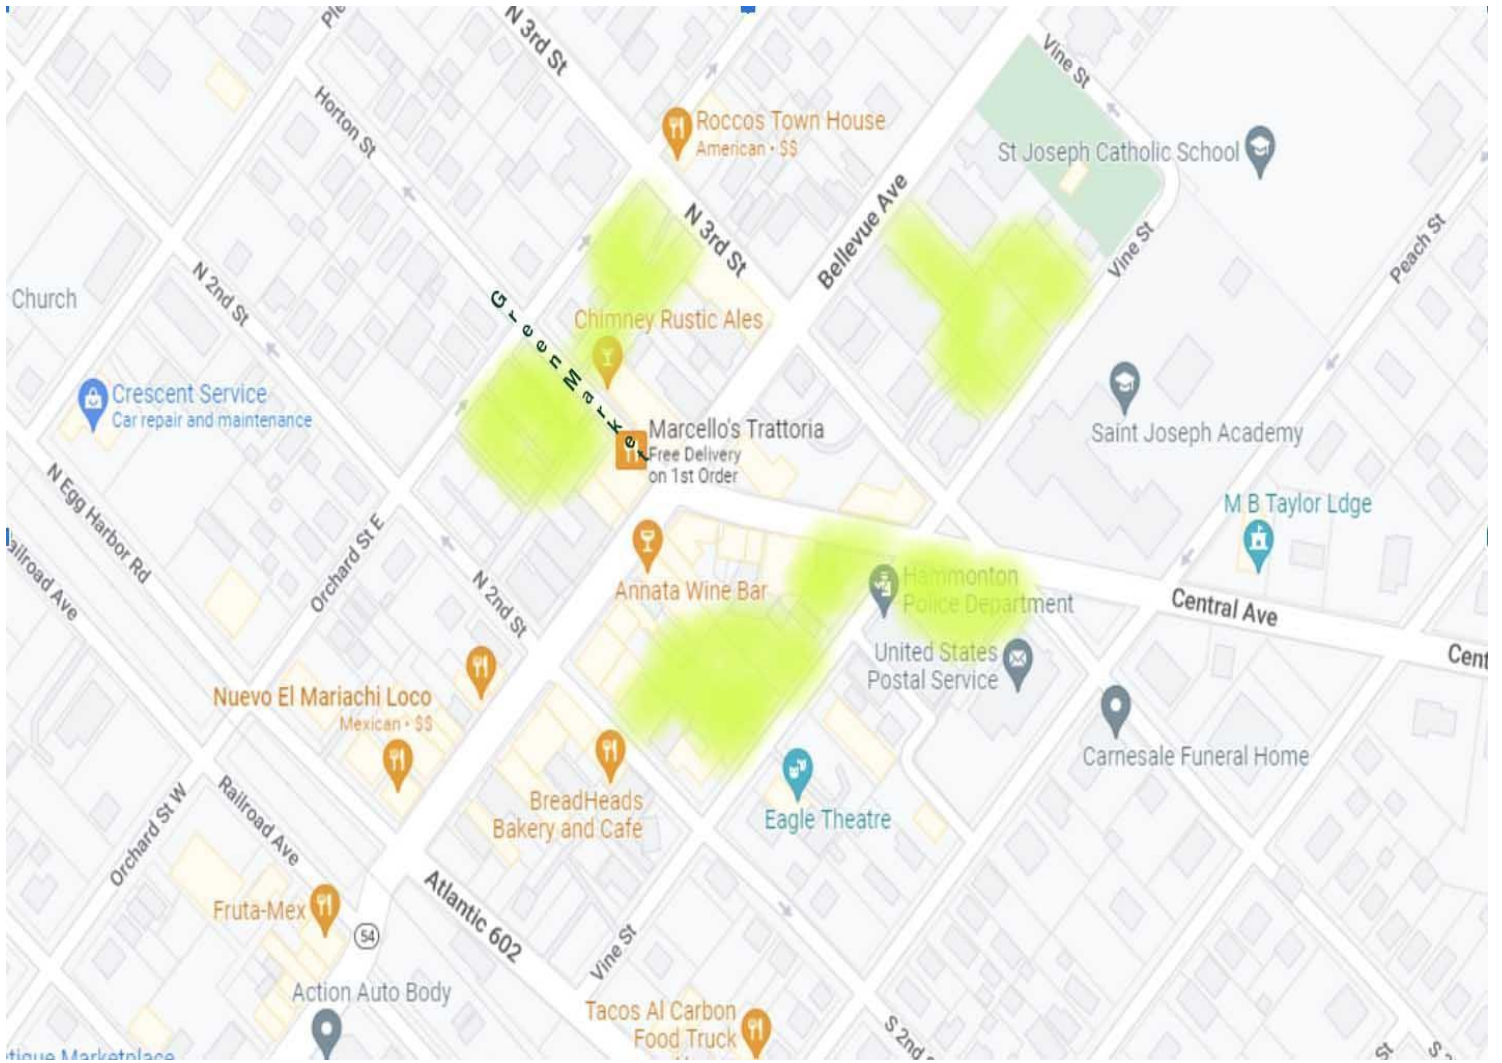 N 3rd St
Vine St
Horton St
Roccos Town House
American • $$
St Joseph Catholic School
Bellevue Ave
N 3rd St
Vine St
Peach St
Church
N 2nd St
Green Market
Chimney Rustic Ales
Crescent Service
Car repair and maintenance
Marcello's Trattoria
Free Delivery
on 1st Order
Saint Joseph Academy
N Egg Harbor Rd
M B Taylor Ldge
Orchard St E
Annata Wine Bar
Hammonton
Police Department
N 2nd St
Central Ave
United States
Postal Service
Nuevo El Mariachi Loco
Mexican • $$
Carnesale Funeral Home
BreadHeads
Bakery and Cafe
Eagle Theatre
Orchard St W
Railroad Ave
Fruta-Mex
54
Atlantic 602
Vine St
Action Auto Body
Tacos Al Carbon
Food Truck
S 2nd